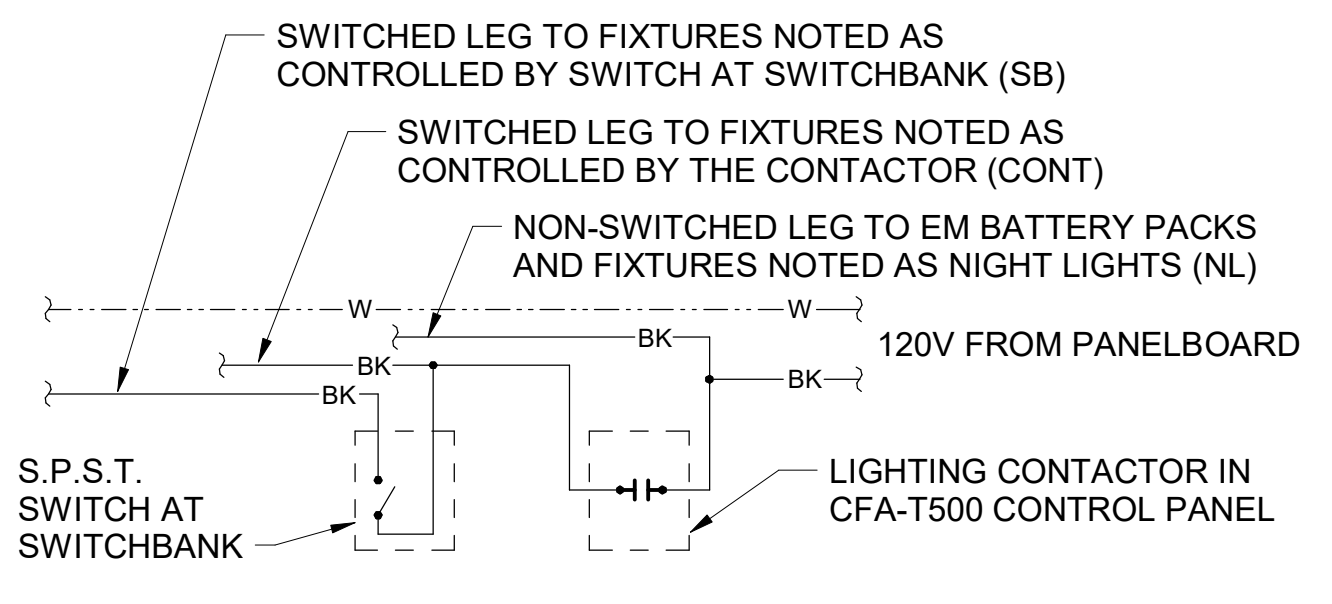 SWITCHED LEG TO FIXTURES NOTED AS
CONTROLLED BY SWITCH AT SWITCHBANK (SB)
SWITCHED LEG TO FIXTURES NOTED AS
CONTROLLED BY THE CONTACTOR (CONT)
NON-SWITCHED LEG TO EM BATTERY PACKS
AND FIXTURES NOTED AS NIGHT LIGHTS (NL)
W
W
BK
120V FROM PANELBOARD
BK
BK
BK
S.P.S.T.
SWITCH AT
SWITCHBANK
LIGHTING CONTACTOR IN
CFA-T500 CONTROL PANEL